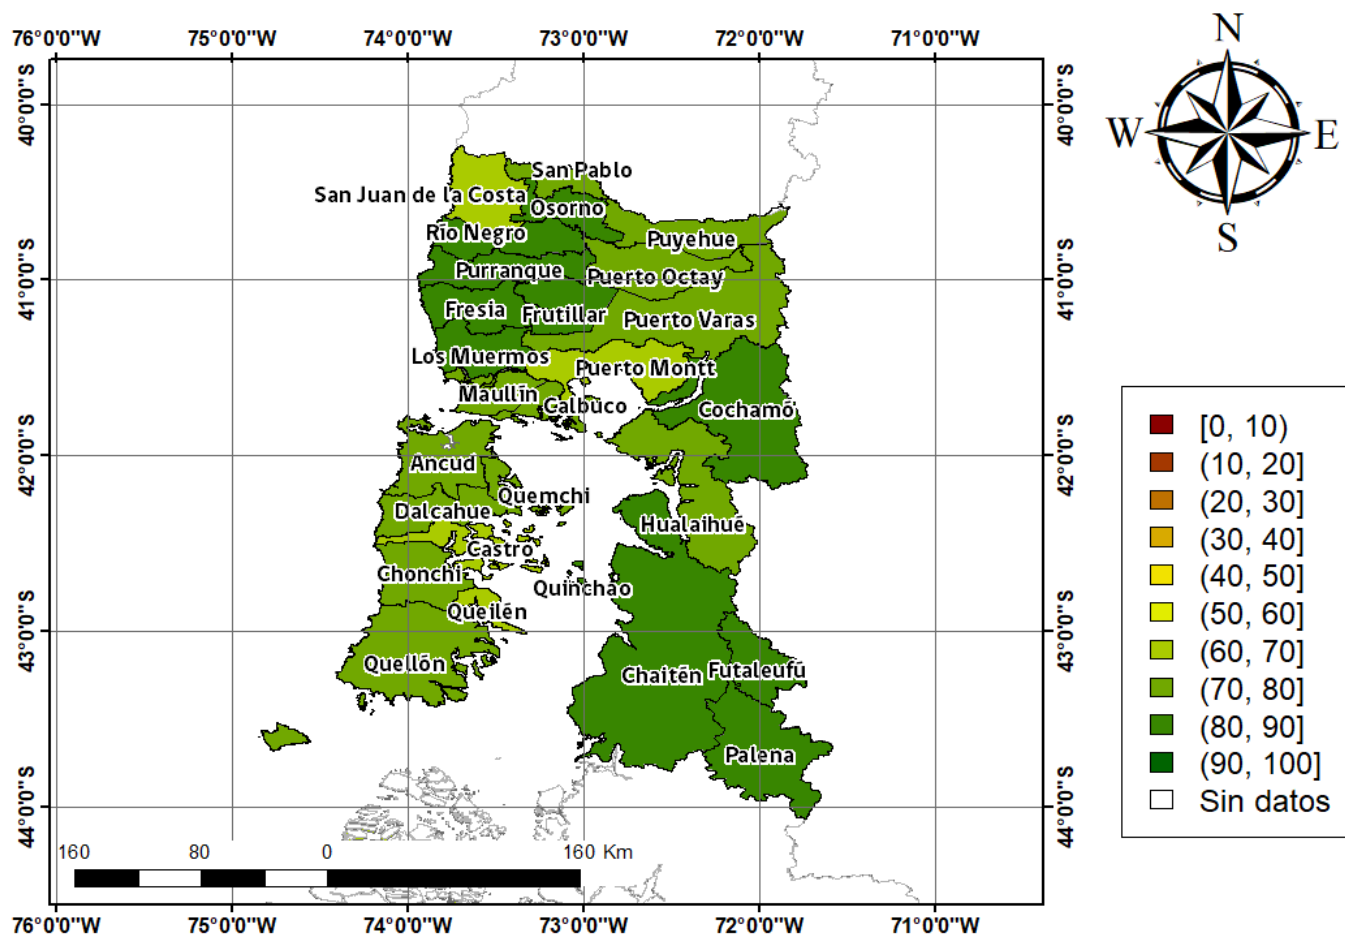 76°0'0"W 75°0'0"W 74°0'0"W 73°0'0"W 72°0'0"W 71°0'0"W
N
W E
S
40°0'0"S 40°0'0"S
San Pablo
San Juan de la Costa
Osorno
Río Negro
Puyehue
Purranque
Puerto Octay
41°0'0"S 41°0'0"S
Fresia
Frutillar
Puerto Varas
Los Muermos
Puerto Montt
Maullín
Calbuco
Cochamó
42°0'0"S 42°0'0"S
Ancud
Quemchi
Dalcahue
Hualaihué
Castro
Chonchi
Quinchao
Queilén
43°0'0"S 43°0'0"S
Quellón
Chaitén
Futaleufú
Palena
44°0'0"S 44°0'0"S
160 80 0 160 Km
76°0'0"W 75°0'0"W 74°0'0"W 73°0'0"W 72°0'0"W 71°0'0"W
[0, 10)
(10, 20]
(20, 30]
(30, 40]
(40, 50]
(50, 60]
(60, 70]
(70, 80]
(80, 90]
(90, 100]
Sin datos